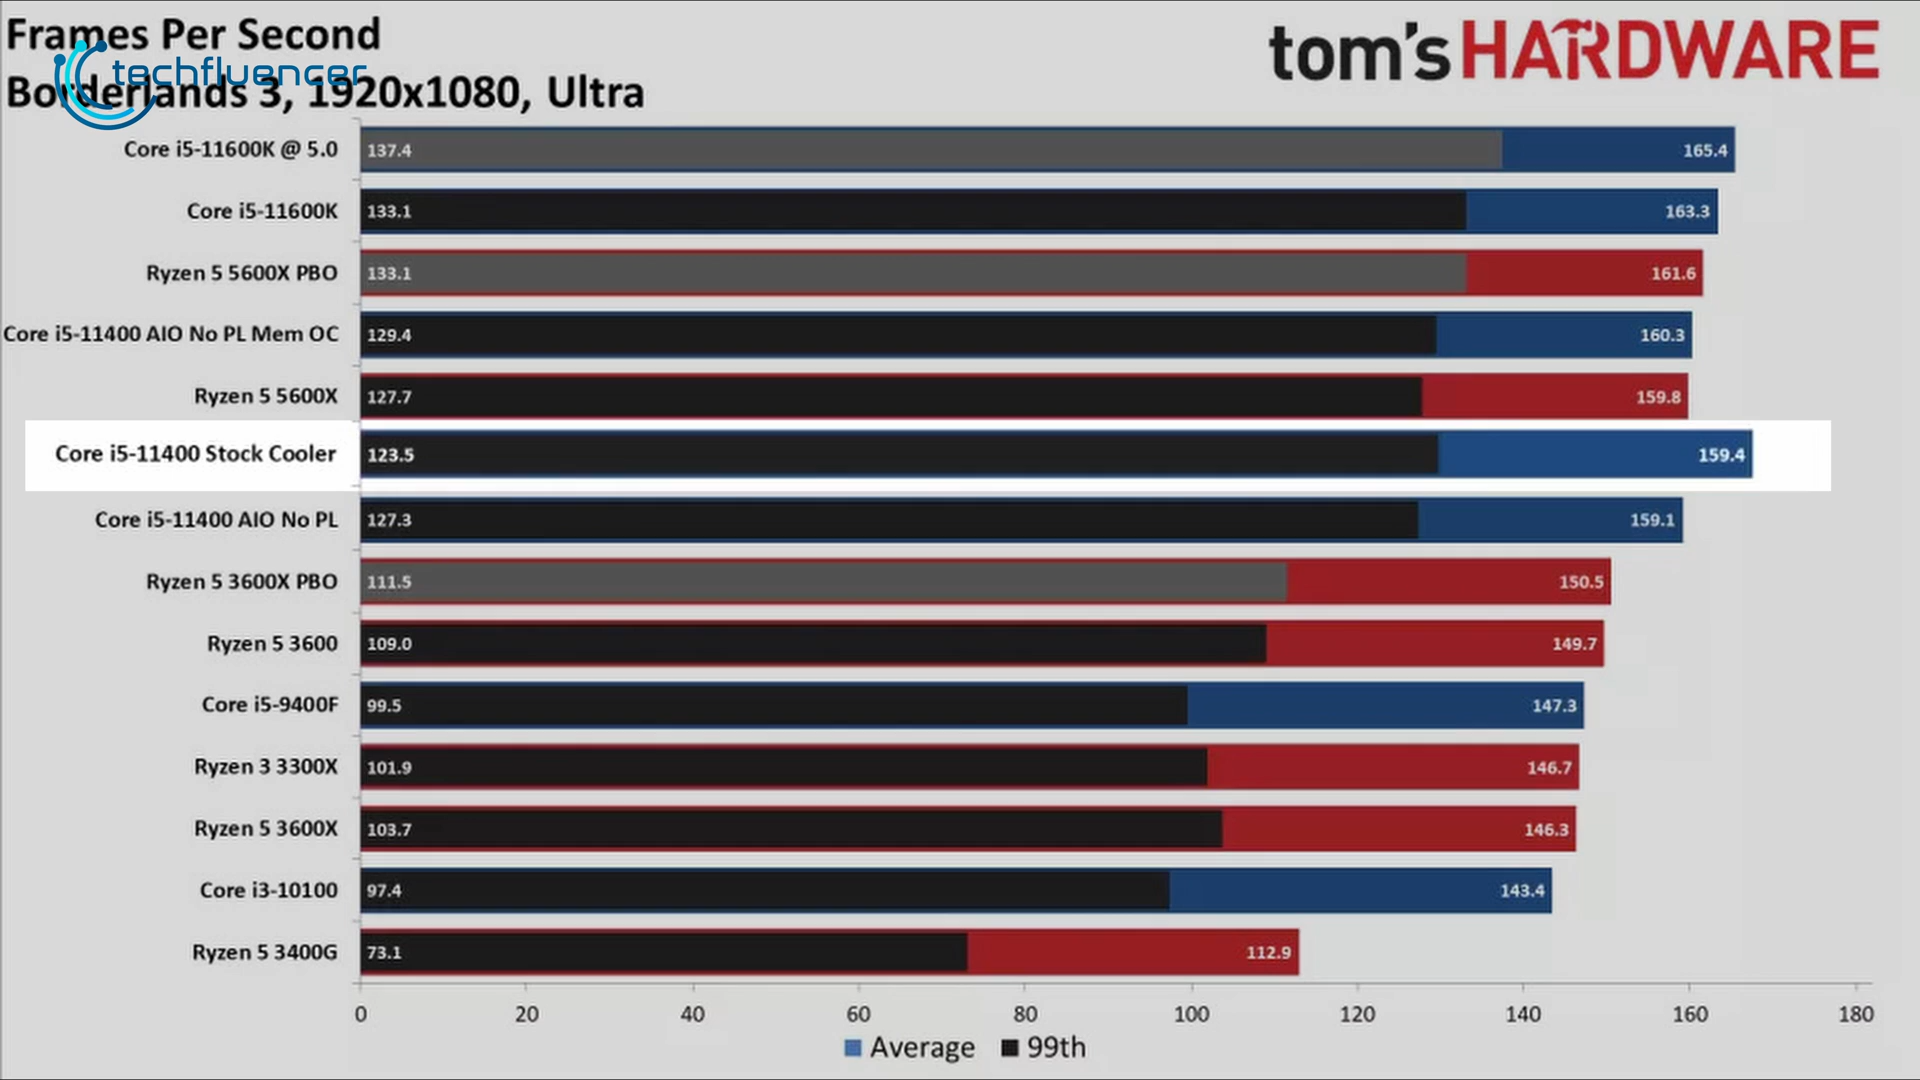 Frames Per Second
techfluencer
Borderlands 3, 1920x1080, Ultra
tom's HARDWARE
Core i5-11600K @ 5.0 137.4 165.4
Core i5-11600K 133.1 163.3
Ryzen 5 5600X PBO 133.1 161.6
Core i5-11400 AIO No PL Mem OC 129.4 160.3
Ryzen 5 5600X 127.7 159.8
Core i5-11400 Stock Cooler 123.5 159.4
Core i5-11400 AIO No PL 127.3 159.1
Ryzen 5 3600X PBO 111.5 150.5
Ryzen 5 3600 109.0 149.7
Core i5-9400F 99.5 147.3
Ryzen 3 3300X 101.9 146.7
Ryzen 5 3600X 103.7 146.3
Core i3-10100 97.4 143.4
Ryzen 5 3400G 73.1 112.9
0 20 40 60 80 100 120 140 160 180
Average 99th